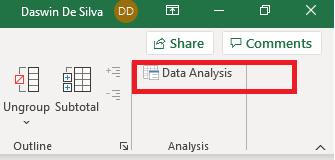 Daswin De Silva DD
Share Comments
Data Analysis
Ungroup Subtotal
Outline Analysis